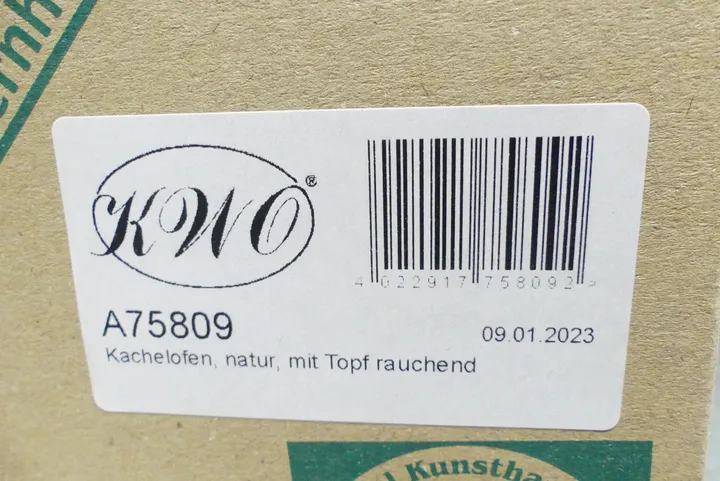 KWO®
4 022917 758092 >
A75809
09.01.2023
Kachelofen, natur, mit Topf rauchend
Kunstha